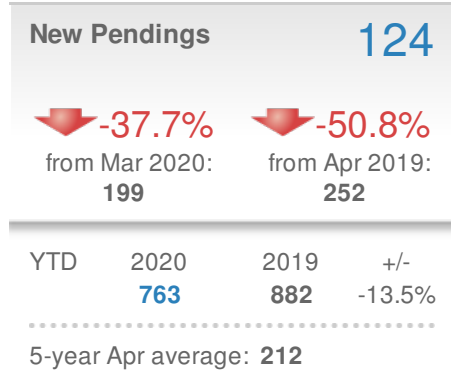 New Pendings 124
-37.7% -50.8%
from Mar 2020: from Apr 2019:
199 252
YTD 2020 2019 +/-
763 882 -13.5%
5-year Apr average: 212